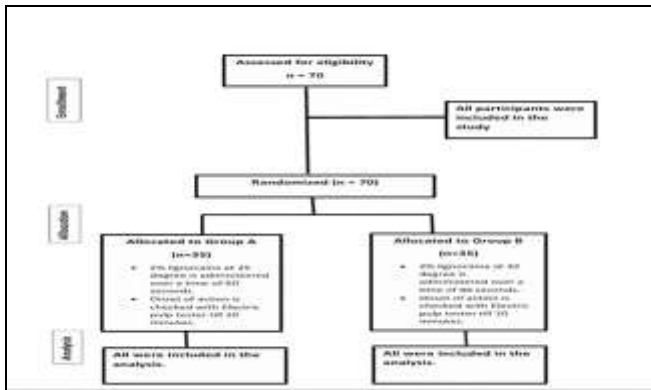 Assessed for eligibility
n = 70
Enrollment
All participants were
included in the
study
Randomized (n = 70)
Allocation
Allocated to Group A
(n=35)
• 2% lignocaine at 25
degree is
administered
over a time of 60
seconds.
• Onset of action is
checked with Electric
pulp tester till 10
minutes.
Allocated to Group B
(n=35)
• 2% lignocaine at
degree is
administered over a
time of 60 seconds.
• Onset of action is
checked with Electric
pulp tester till 10
minutes.
Analysis
All were included in the
analysis.
All were included in the
analysis.